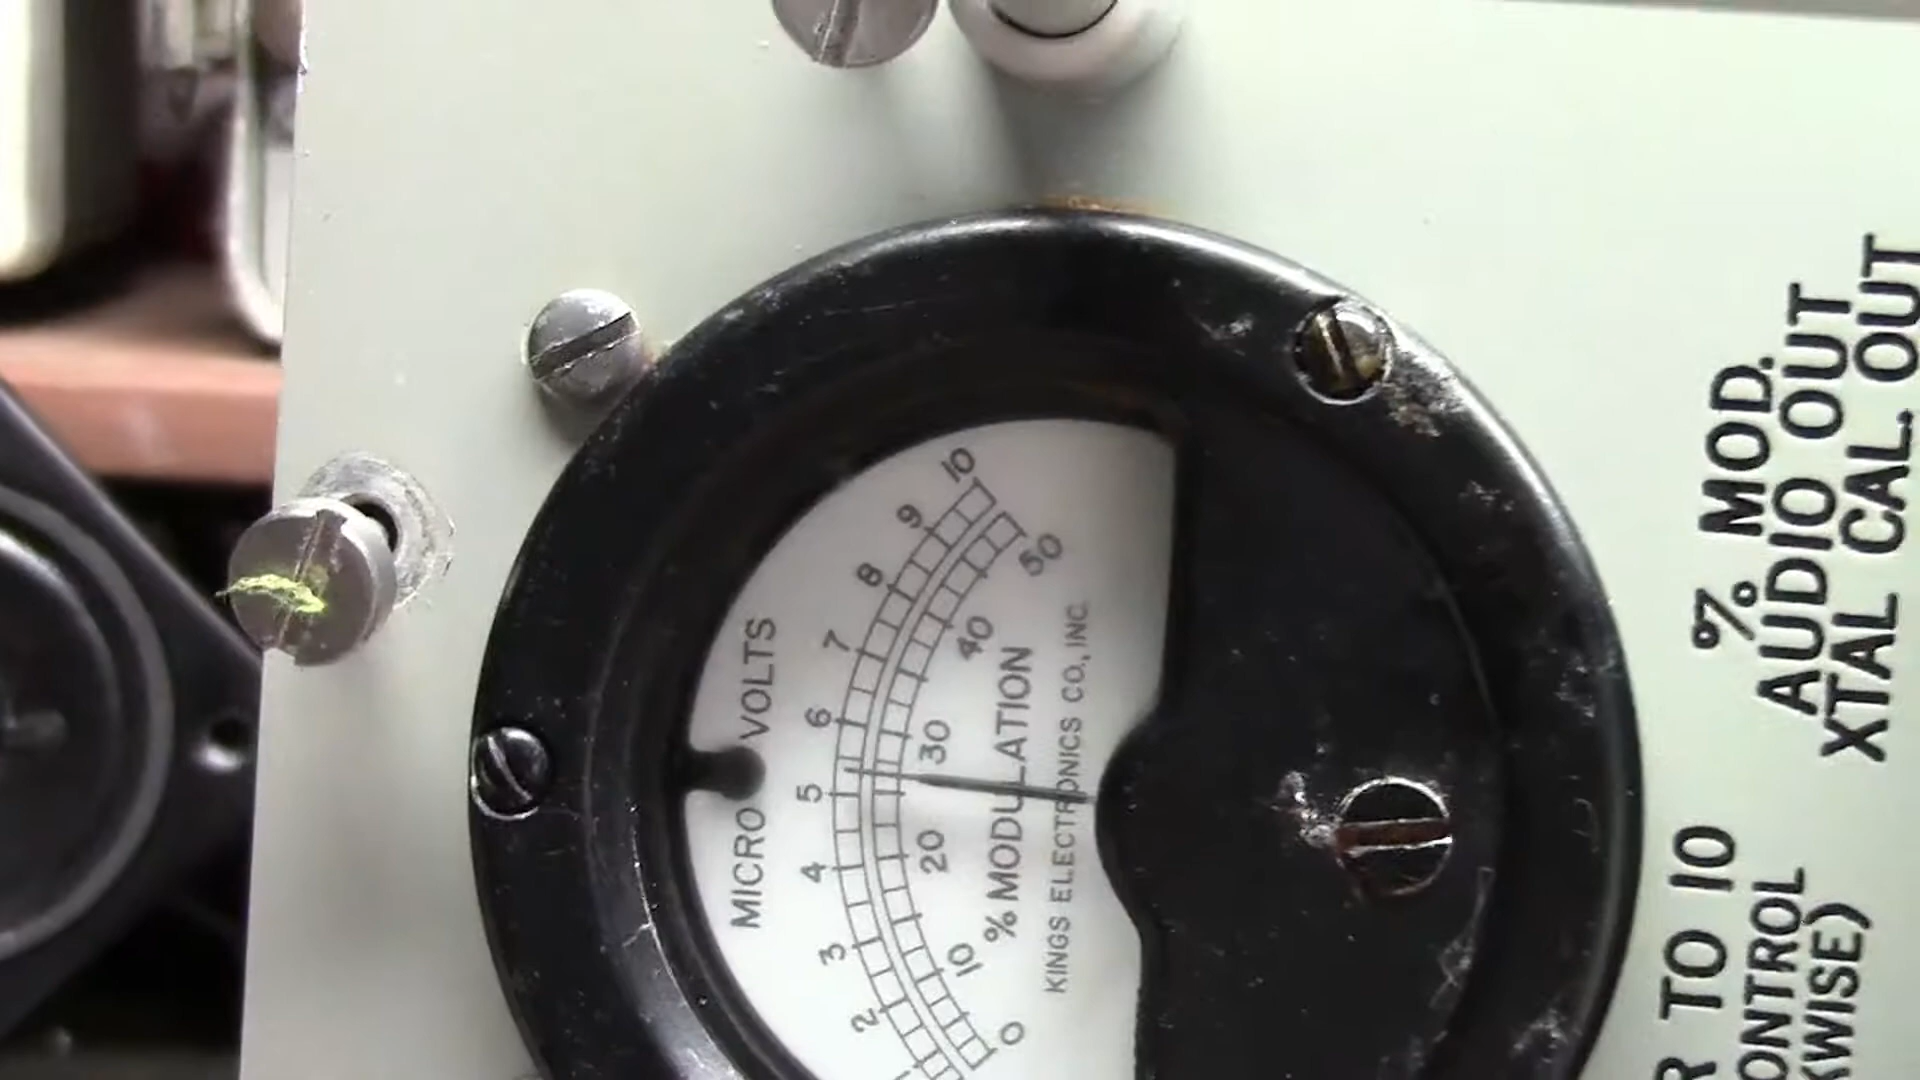 MICRO VOLTS
2 3 4 5 6 7 8 9 10
0 10 20 30 40 50
% MODULATION
KINGS ELECTRONICS CO., INC.
% MOD.
AUDIO OUT
XTAL CAL. OUT
R TO 10
ONTROL
KWISE)